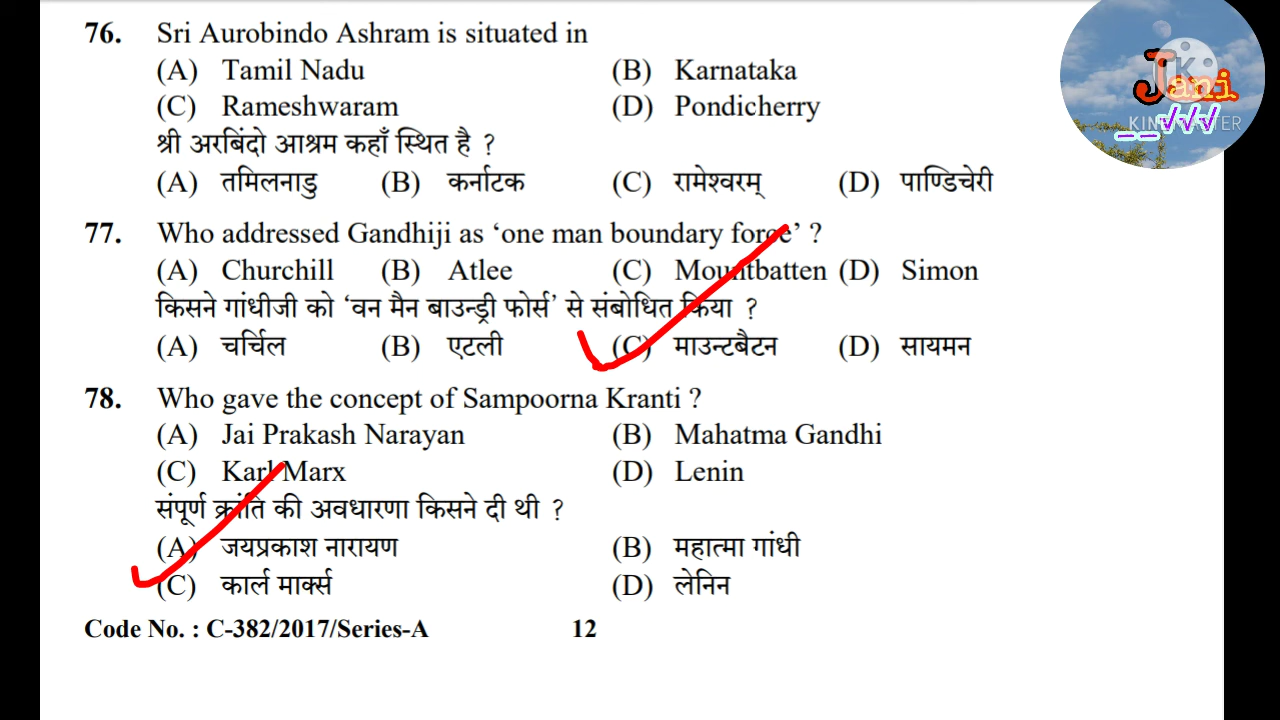 76. Sri Aurobindo Ashram is situated in
(A) Tamil Nadu (B) Karnataka
(C) Rameshwaram (D) Pondicherry
श्री अरबिंदो आश्रम कहाँ स्थित है ?
(A) तमिलनाडु (B) कर्नाटक (C) रामेश्वरम् (D) पाण्डिचेरी
77. Who addressed Gandhiji as ‘one man boundary force’ ?
(A) Churchill (B) Atlee (C) Mountbatten (D) Simon
किसने गांधीजी को ‘वन मैन बाउन्ड्री फोर्स’ से संबोधित किया ?
(A) चर्चिल (B) एटली (C) माउन्टबैटन (D) सायमन
78. Who gave the concept of Sampoorna Kranti ?
(A) Jai Prakash Narayan (B) Mahatma Gandhi
(C) Karl Marx (D) Lenin
संपूर्ण क्रांति की अवधारणा किसने दी थी ?
(A) जयप्रकाश नारायण (B) महात्मा गांधी
(C) कार्ल मार्क्स (D) लेनिन
Code No. : C-382/2017/Series-A 12
Jani
K
KINEMASTER